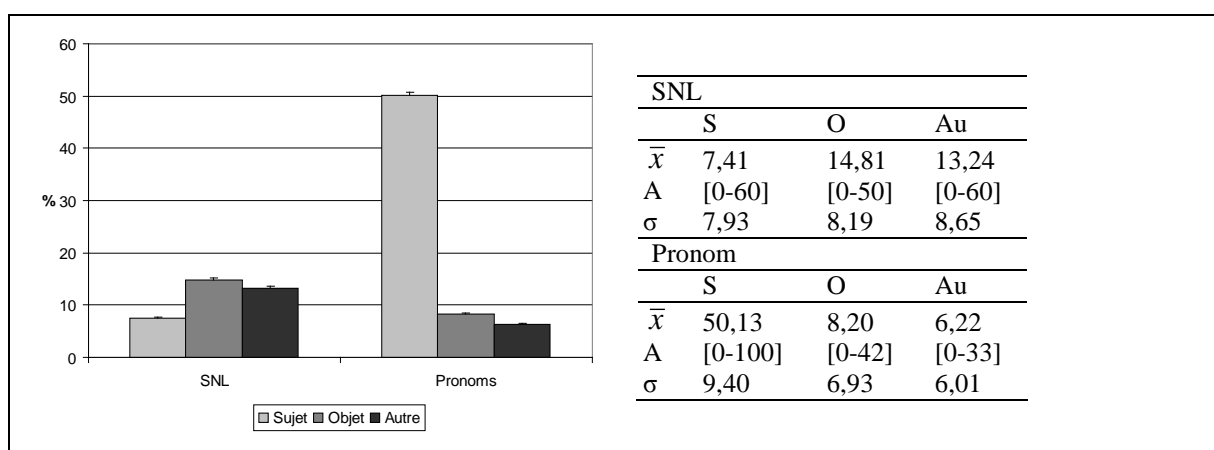 60
50
40
% 30
20
10
0
SNL Pronoms
Sujet Objet Autre
SNL
S O Au
x̅ 7,41 14,81 13,24
A [0-60] [0-50] [0-60]
σ 7,93 8,19 8,65
Pronom
S O Au
x̅ 50,13 8,20 6,22
A [0-100] [0-42] [0-33]
σ 9,40 6,93 6,01